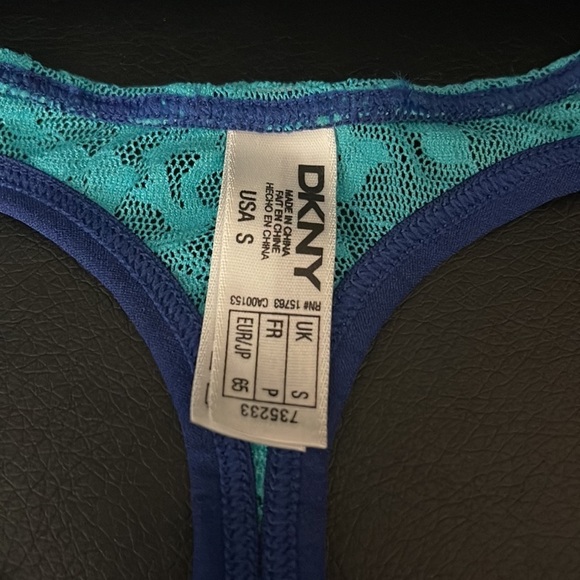 DKNY
MADE IN CHINA
FAIT EN CHINE
HECHO EN CHINA
USA S
RN# 15763 CA00153
UK S
FR P
EUR/JP 65
735233